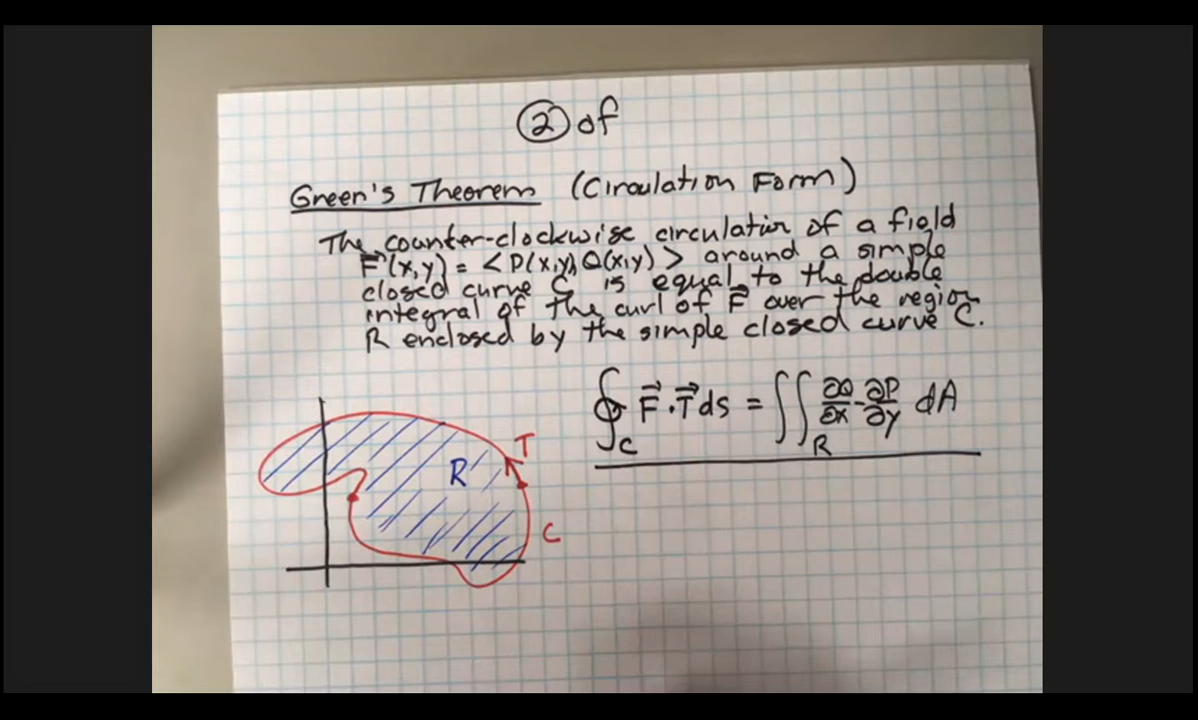 ② of
Green's Theorem (Circulation Form)
The counter-clockwise circulation of a field
F⃗(x,y) = <P(x,y), Q(x,y)> around a simple
closed curve C is equal to the double
integral of the curl of F⃗ over the region
R enclosed by the simple closed curve C.
∮_C F⃗ · T⃗ ds = ∬_R ∂Q/∂x - ∂P/∂y dA
T
R
C